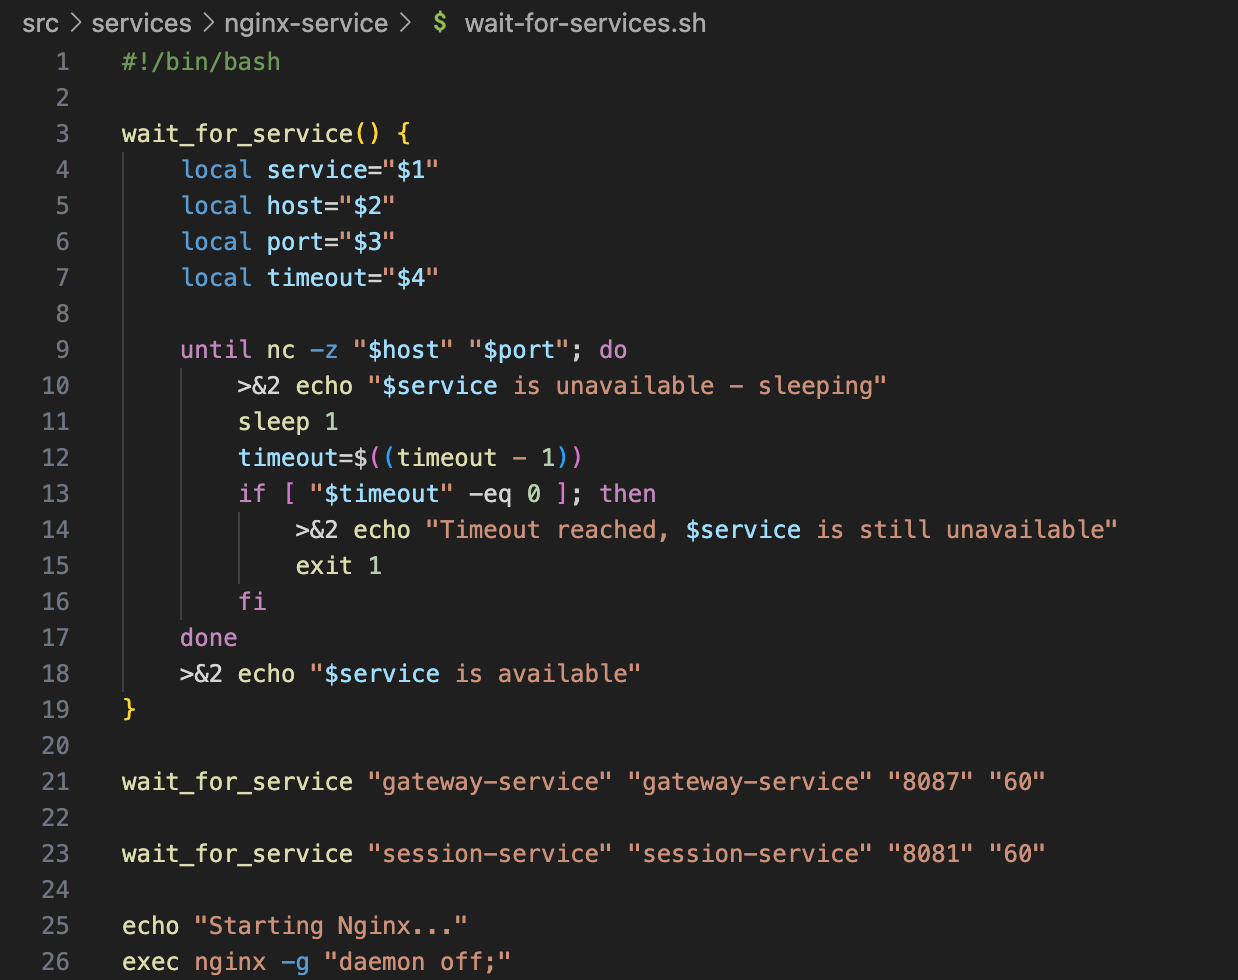 src > services > nginx-service > $ wait-for-services.sh
1 #!/bin/bash
2
3 wait_for_service() {
4     local service="$1"
5     local host="$2"
6     local port="$3"
7     local timeout="$4"
8
9     until nc -z "$host" "$port"; do
10         >&2 echo "$service is unavailable - sleeping"
11         sleep 1
12         timeout=$((timeout - 1))
13         if [ "$timeout" -eq 0 ]; then
14             >&2 echo "Timeout reached, $service is still unavailable"
15             exit 1
16         fi
17     done
18     >&2 echo "$service is available"
19 }
20
21 wait_for_service "gateway-service" "gateway-service" "8087" "60"
22
23 wait_for_service "session-service" "session-service" "8081" "60"
24
25 echo "Starting Nginx..."
26 exec nginx -g "daemon off;"